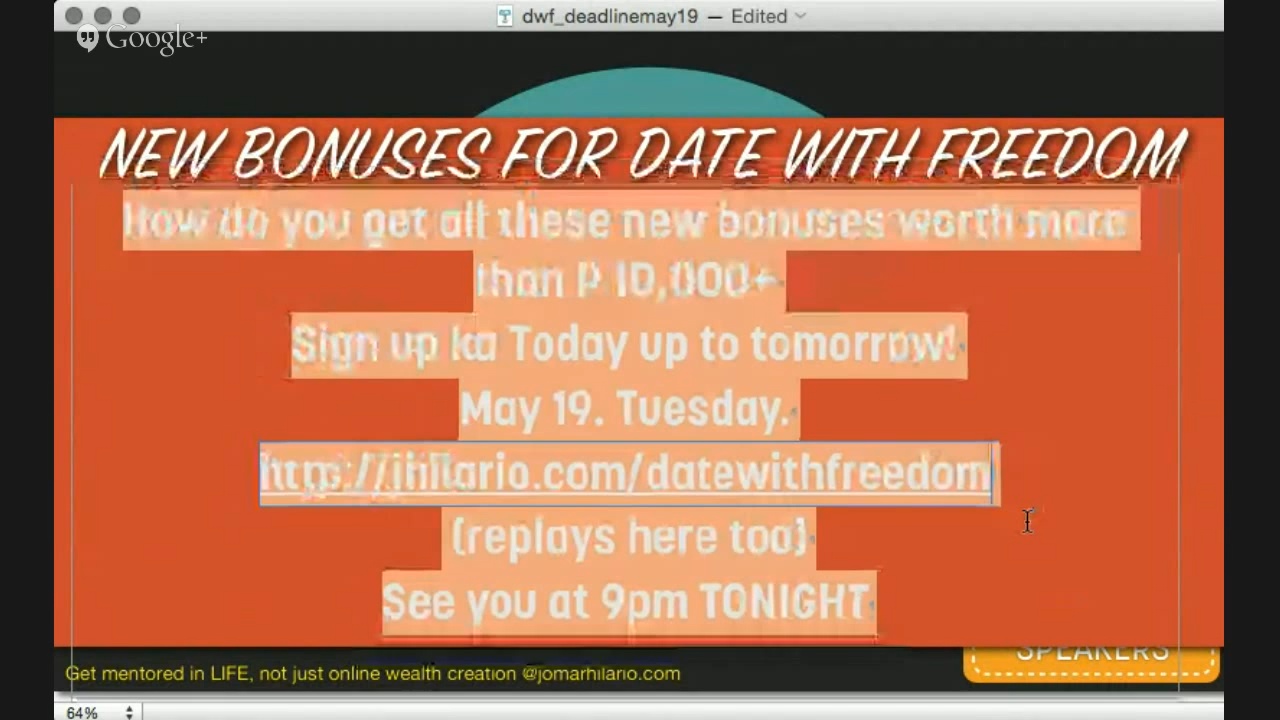 dwf_deadlinemay19 — Edited
Google+
NEW BONUSES FOR DATE WITH FREEDOM
How do you get all these new bonuses worth more
than P 10,000+
Sign up ka Today up to tomorrow!
May 19. Tuesday.
http://jhilario.com/datewithfreedom
(replays here too)
See you at 9pm TONIGHT
SPEAKERS
Get mentored in LIFE, not just online wealth creation @jomarhilario.com
64%